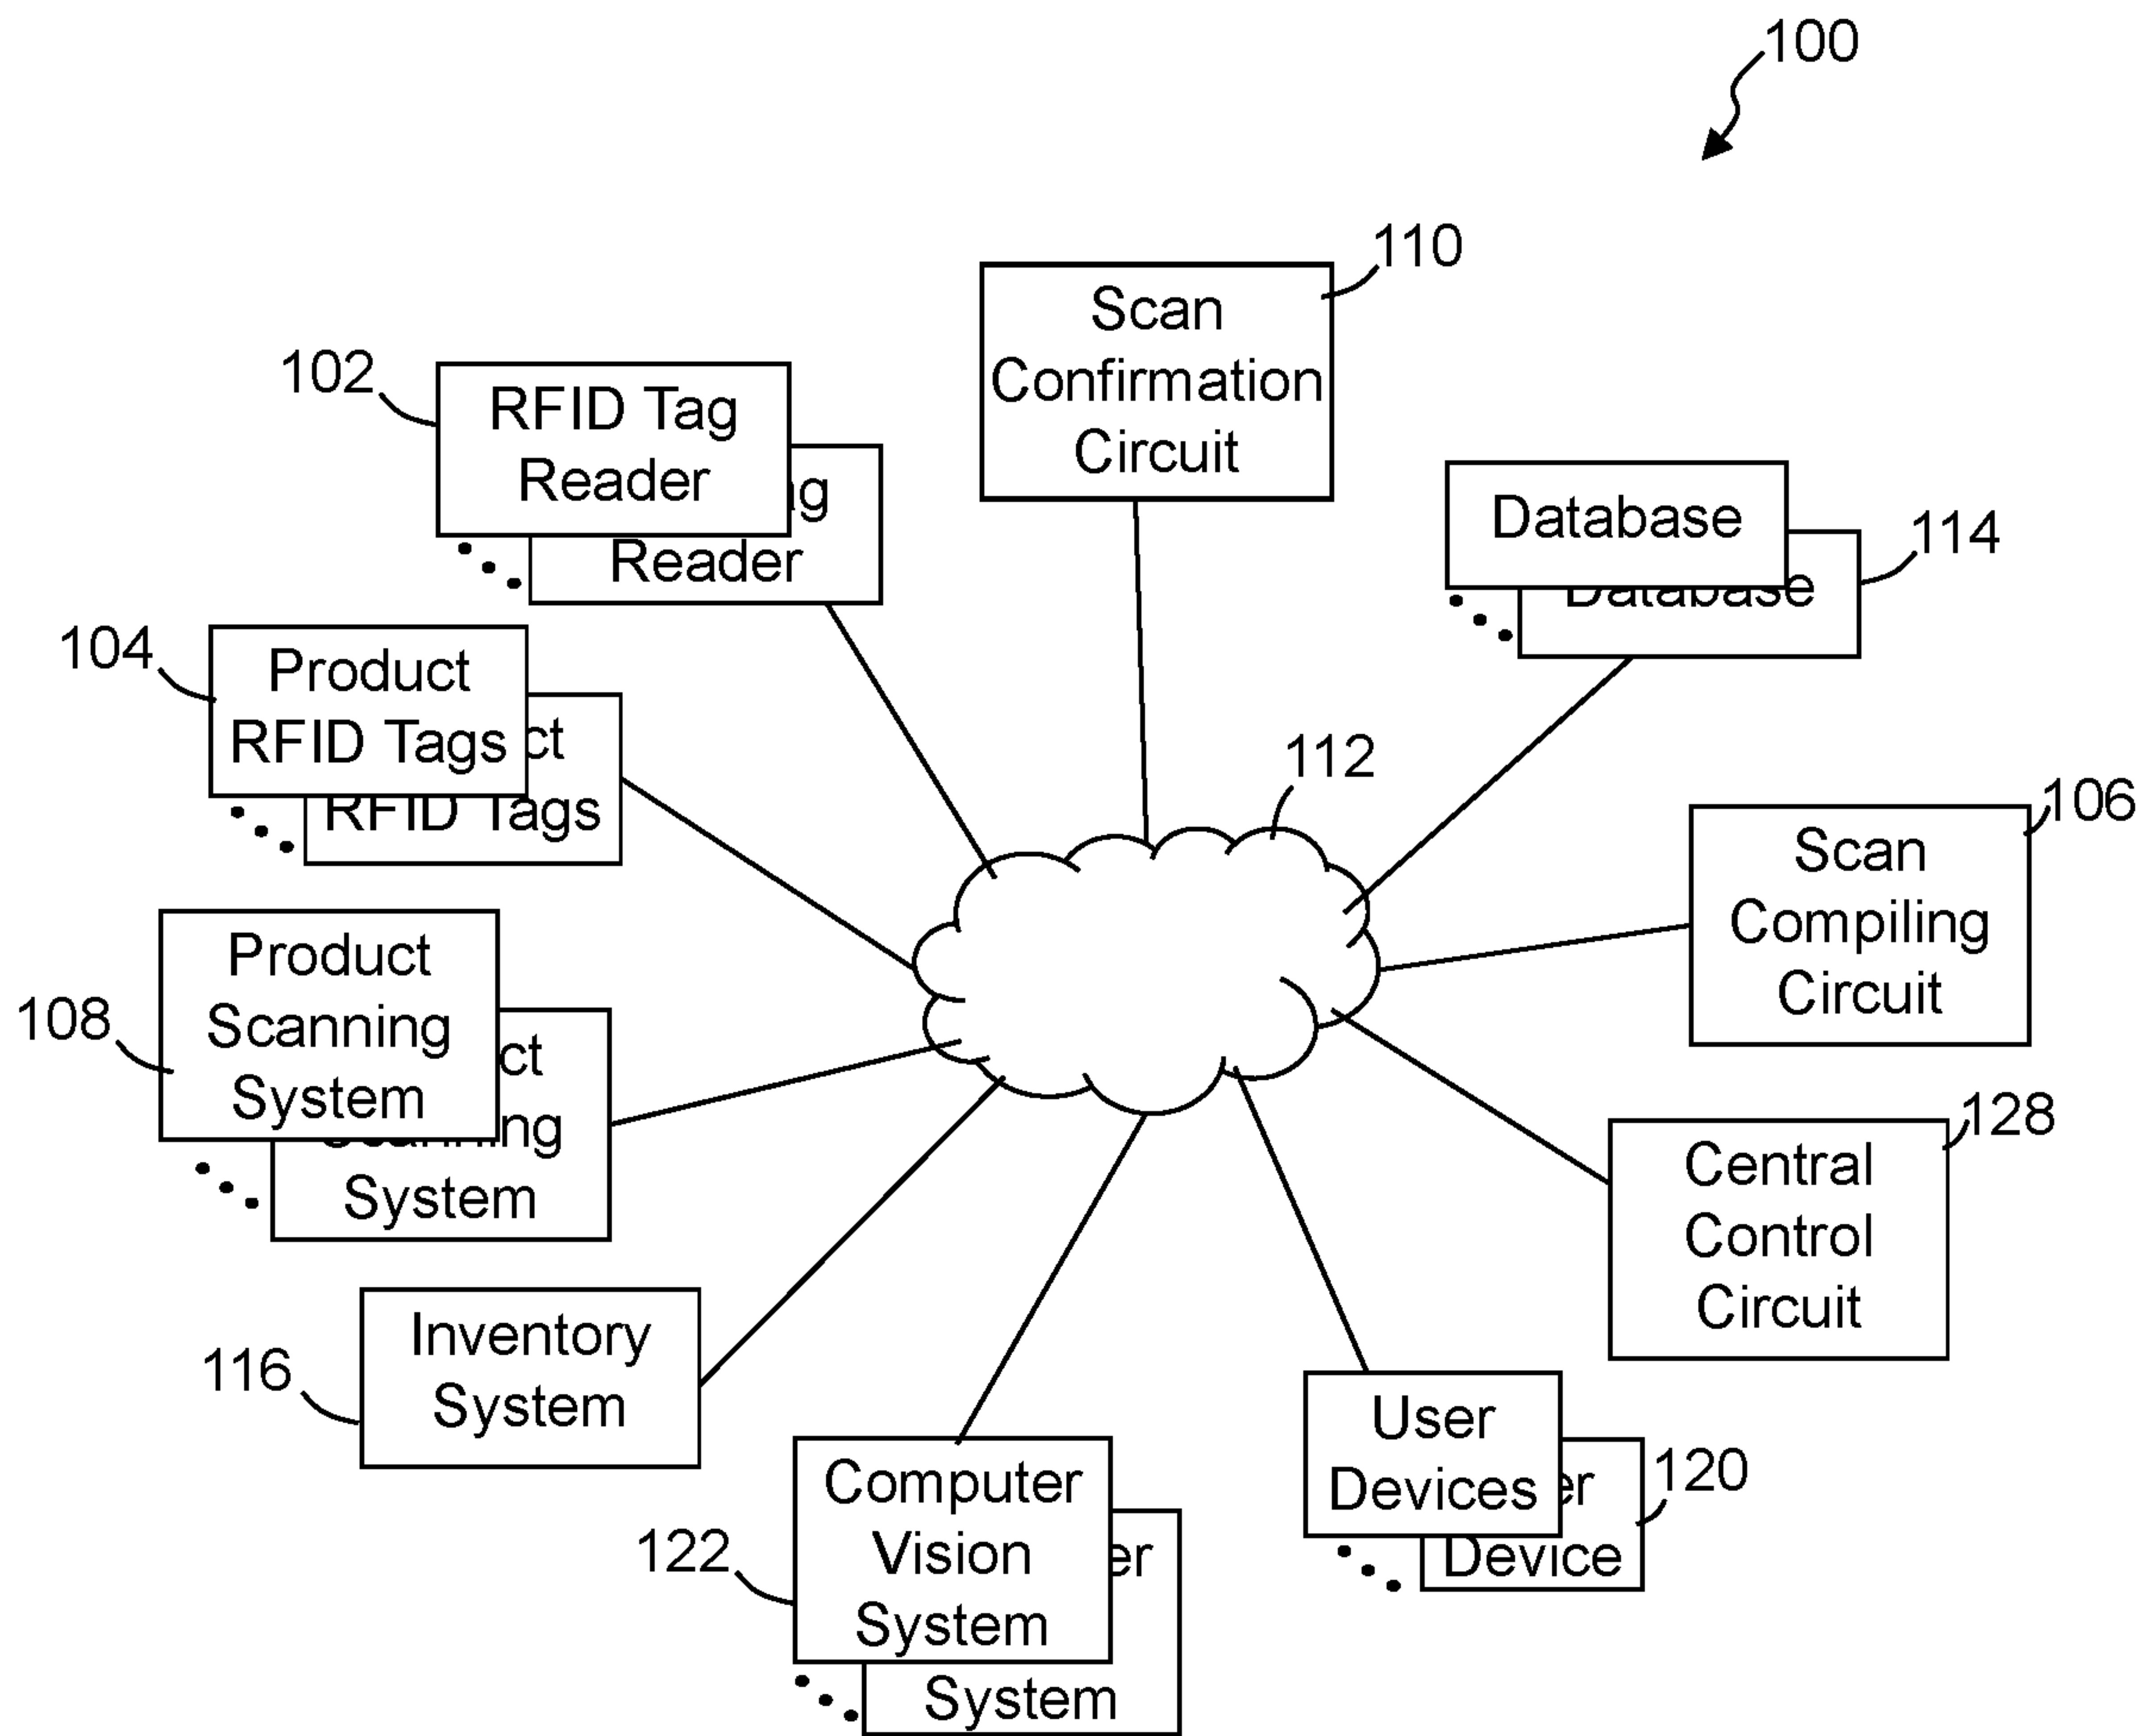 100
110
Scan
Confirmation
Circuit
102
RFID Tag
Reader
Reader
Database
114
104
Product
RFID Tags
RFID Tags
112
106
Scan
Compiling
Circuit
108
Product
Scanning
System
System
128
Central
Control
Circuit
116
Inventory
System
User
Devices
Device
120
122
Computer
Vision
System
System